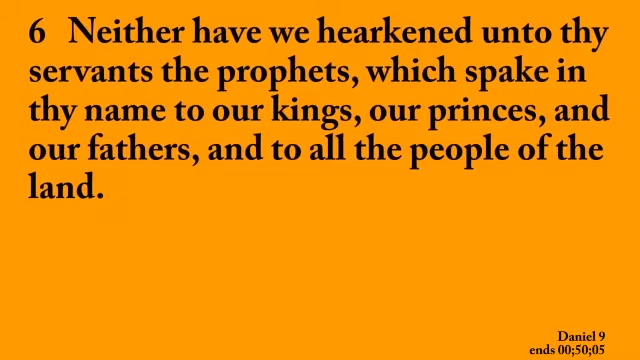 6 Neither have we hearkened unto thy
servants the prophets, which spake in
thy name to our kings, our princes, and
our fathers, and to all the people of the
land.
Daniel 9
ends 00;50;05